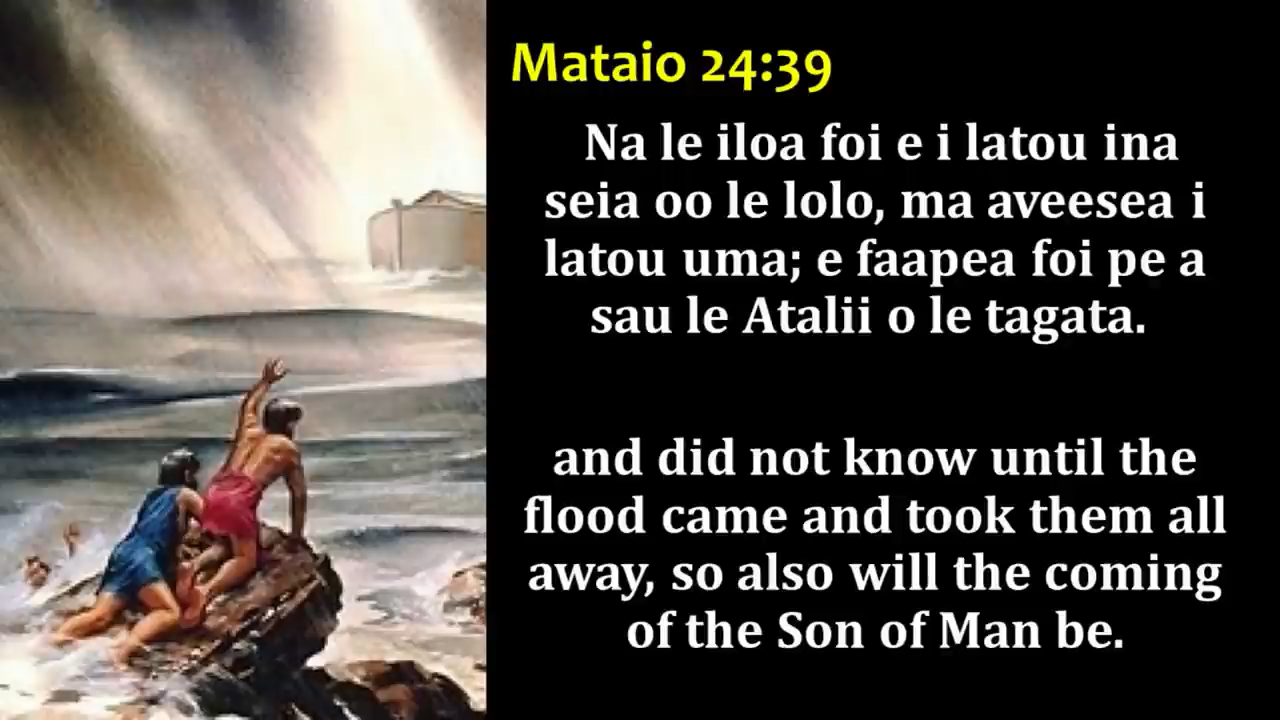 Mataio 24:39
Na le iloa foi e i latou ina
seia oo le lolo, ma aveesea i
latou uma; e faapea foi pe a
sau le Atalii o le tagata.
and did not know until the
flood came and took them all
away, so also will the coming
of the Son of Man be.